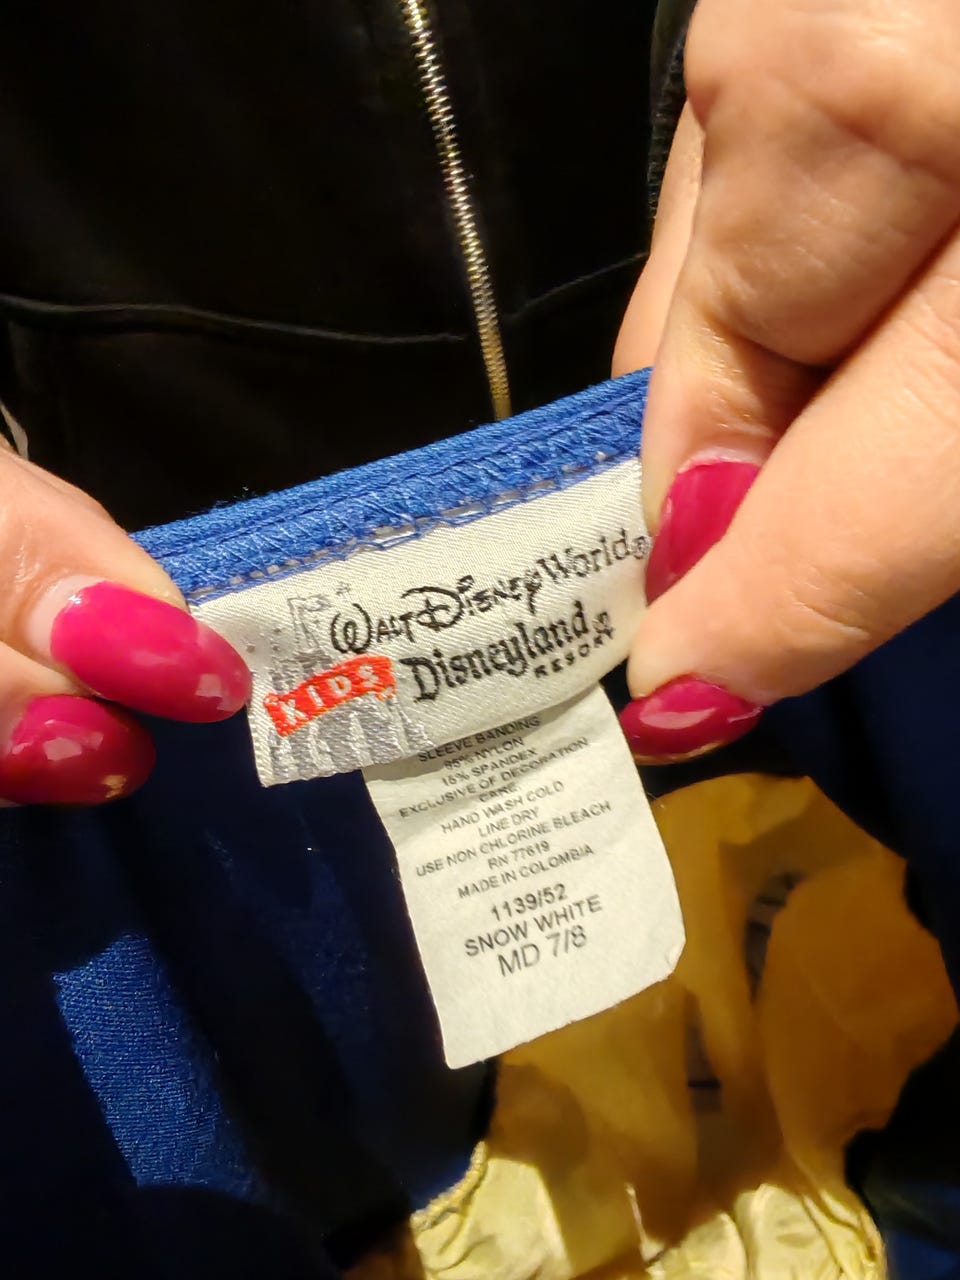 WALT DISNEY World®
KIDS
Disneyland®
RESORT
SLEEVE BANDING
85% NYLON
15% SPANDEX
EXCLUSIVE OF DECORATION
CARE:
HAND WASH COLD
LINE DRY
USE NON CHLORINE BLEACH
RN 77619
MADE IN COLOMBIA
1139/52
SNOW WHITE
MD 7/8